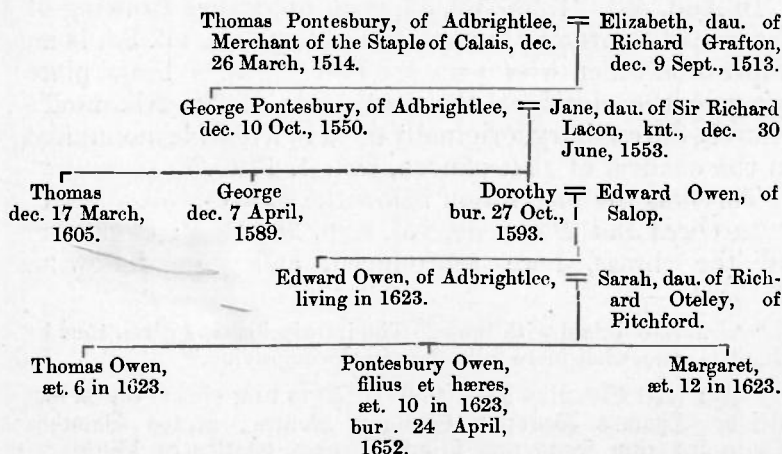 Thomas Pontesbury, of Adbrightlee, = Elizabeth, dau. of
Merchant of the Staple of Calais, dec. Richard Grafton,
26 March, 1514. dec. 9 Sept., 1513.
George Pontesbury, of Adbrightlee, = Jane, dau. of Sir Richard
dec. 10 Oct., 1550. Lacon, knt., dec. 30
June, 1553.
Thomas George Dorothy = Edward Owen, of
dec. 17 March, dec. 7 April, bur. 27 Oct., Salop.
1605. 1589. 1593.
Edward Owen, of Adbrightlee, = Sarah, dau. of Rich-
living in 1623. ard Oteley, of
Pitchford.
Thomas Owen, Pontesbury Owen, Margaret,
æt. 6 in 1623. filius et hæres, æt. 12 in 1623.
æt. 10 in 1623,
bur. 24 April,
1652.